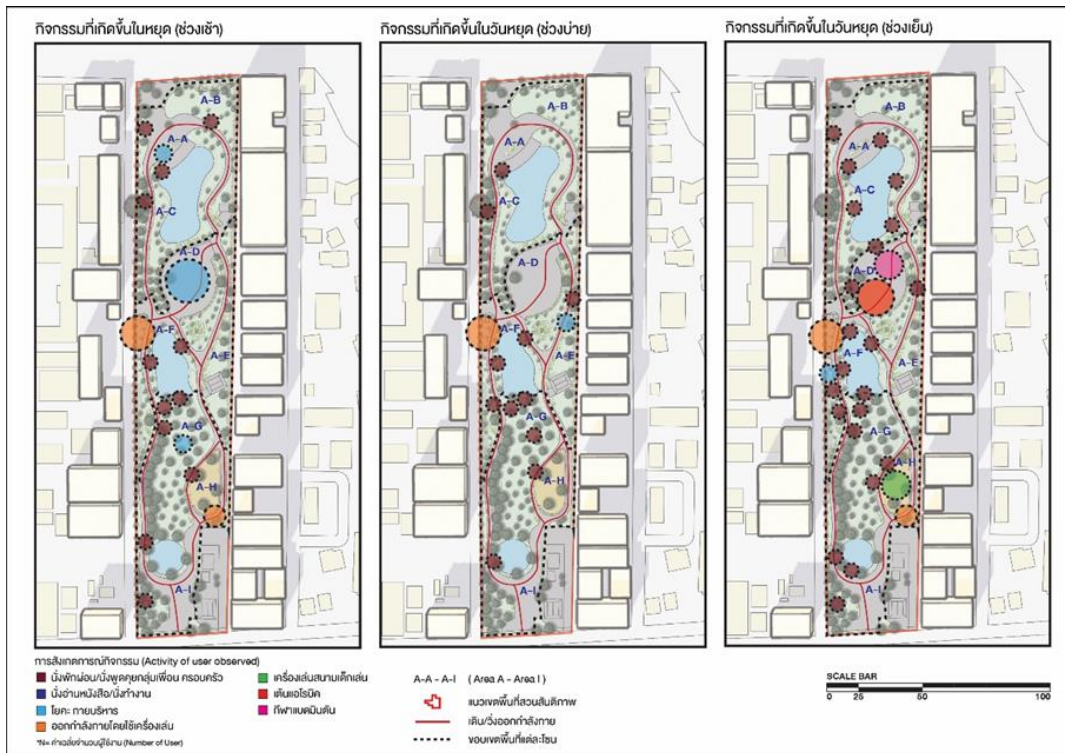 กิจกรรมที่เกิดขึ้นในหยุด (ช่วงเช้า)
กิจกรรมที่เกิดขึ้นในวันหยุด (ช่วงบ่าย)
กิจกรรมที่เกิดขึ้นในวันหยุด (ช่วงเย็น)
A-B
A-A
A-C
A-D
A-F
A-E
A-G
A-H
A-I
A-B
A-A
A-C
A-D
A-F
A-E
A-G
A-H
A-I
A-B
A-A
A-C
A-D
A-F
A-E
A-G
A-H
A-I
การสังเกตการณ์กิจกรรม (Activity of user observed)
นั่งพักผ่อน/นั่งพูดคุยกลุ่มเพื่อน ครอบครัว
นั่งอ่านหนังสือ/นั่งทำงาน
โยคะ กายบริหาร
ออกกำลังกายโดยใช้เครื่องเล่น
*N= ค่าเฉลี่ยจำนวนผู้ใช้งาน (Number of User)
เครื่องเล่นสนามเด็กเล่น
เต้นแอโรบิค
กีฬาแบดมินตัน
A-A - A-I ( Area A - Area I )
แนวเขตพื้นที่สวนสันติภาพ
เดิน/วิ่งออกกำลังกาย
ขอบเขตพื้นที่แต่ละโซน
SCALE BAR
0 25 50 100